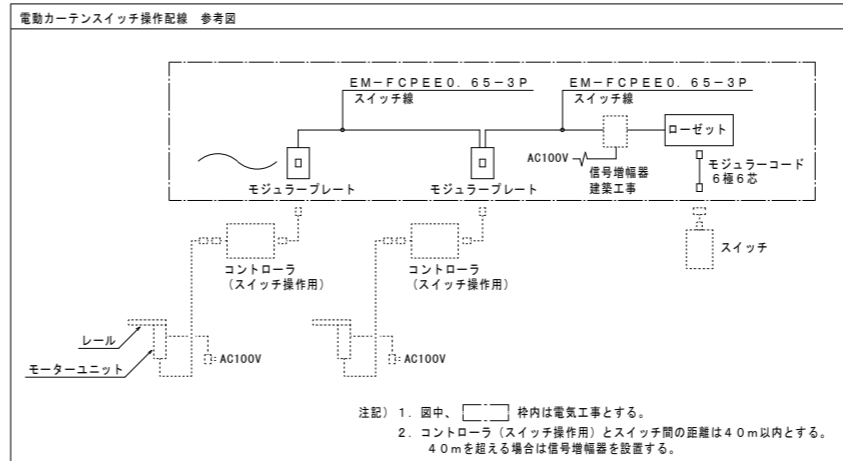 電動カーテンスイッチ操作配線 参考図
EM－FCPEE0．65－3P
スイッチ線
EM－FCPEE0．65－3P
スイッチ線
ローゼット
AC100V
信号増幅器
建築工事
モジュラーコード
6極6芯
モジュラープレート
モジュラープレート
コントローラ
（スイッチ操作用）
コントローラ
（スイッチ操作用）
スイッチ
レール
モーターユニット
AC100V
AC100V
注記） 1．図中、 枠内は電気工事とする。
2．コントローラ（スイッチ操作用）とスイッチ間の距離は40m以内とする。
40mを超える場合は信号増幅器を設置する。